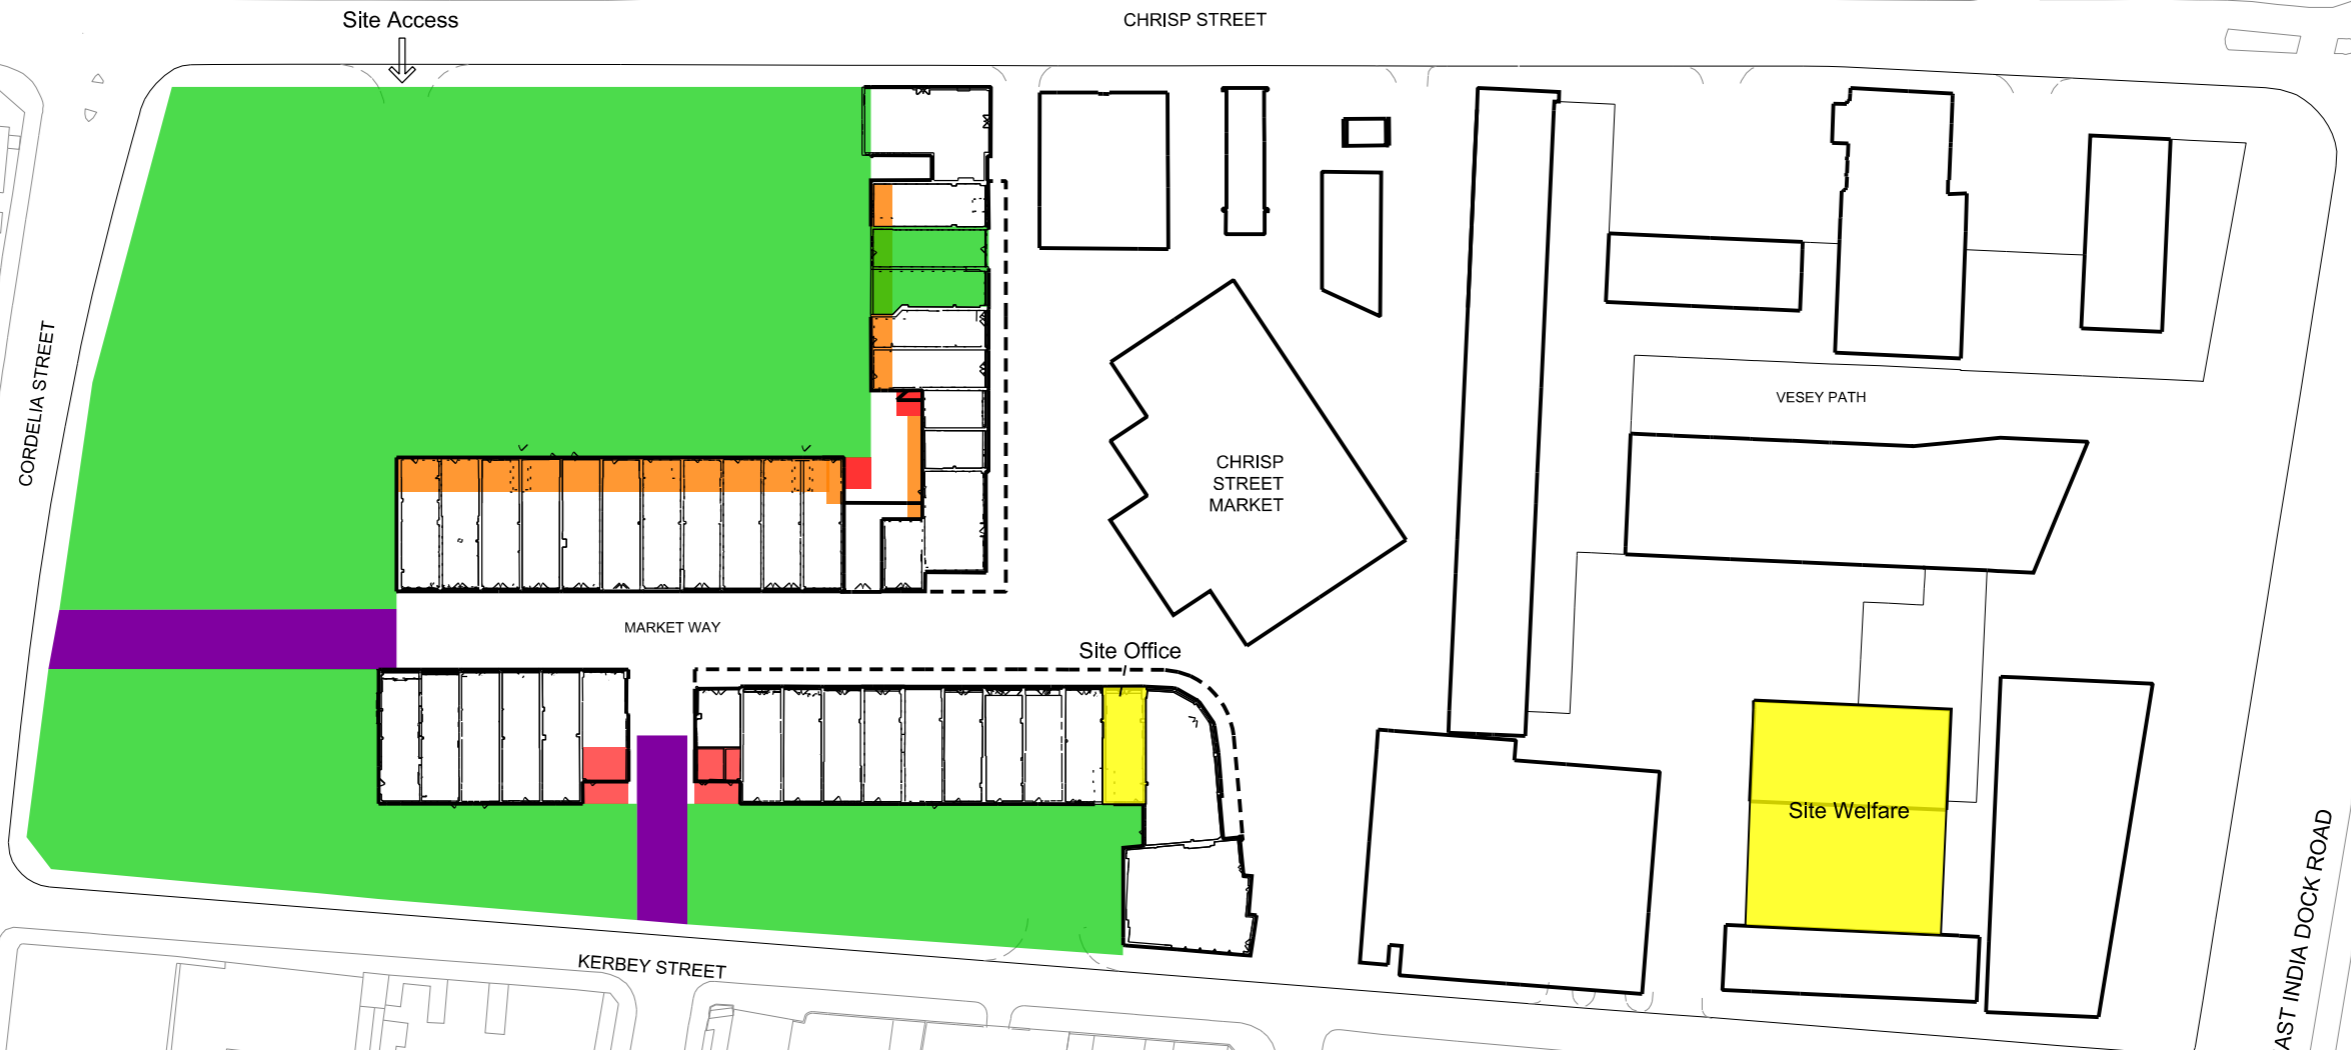 Site Access
CHRISP STREET
CORDELIA STREET
VESEY PATH
CHRISP
STREET
MARKET
MARKET WAY
Site Office
Site Welfare
KERBEY STREET
AST INDIA DOCK ROAD